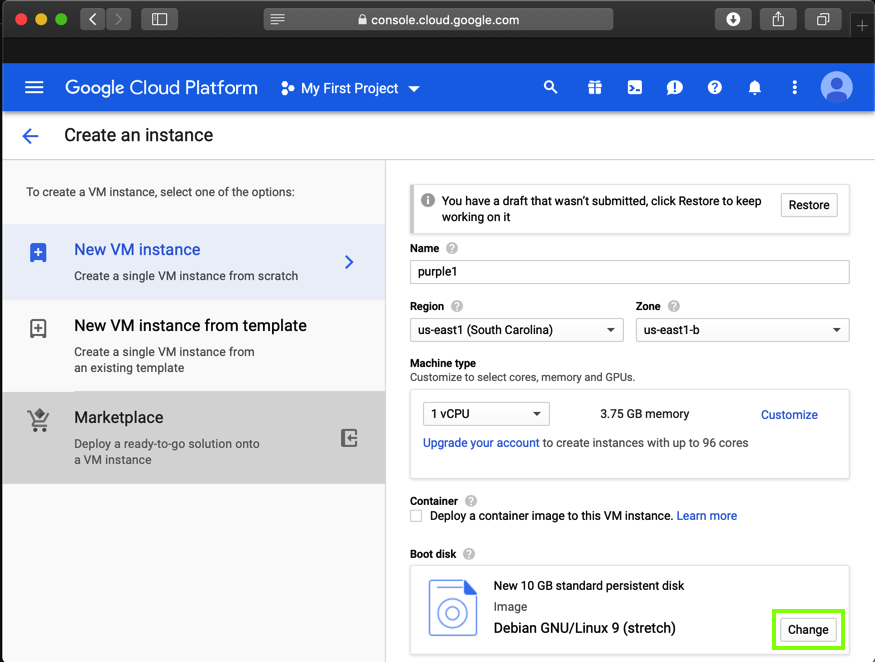 console.cloud.google.com
Google Cloud Platform
My First Project
Create an instance
To create a VM instance, select one of the options:
New VM instance
Create a single VM instance from scratch
New VM instance from template
Create a single VM instance from
an existing template
Marketplace
Deploy a ready-to-go solution onto
a VM instance
You have a draft that wasn't submitted, click Restore to keep
working on it
Restore
Name
purple1
Region
Zone
us-east1 (South Carolina)
us-east1-b
Machine type
Customize to select cores, memory and GPUs.
1 vCPU
3.75 GB memory
Customize
Upgrade your account to create instances with up to 96 cores
Container
Deploy a container image to this VM instance. Learn more
Boot disk
New 10 GB standard persistent disk
Image
Debian GNU/Linux 9 (stretch)
Change